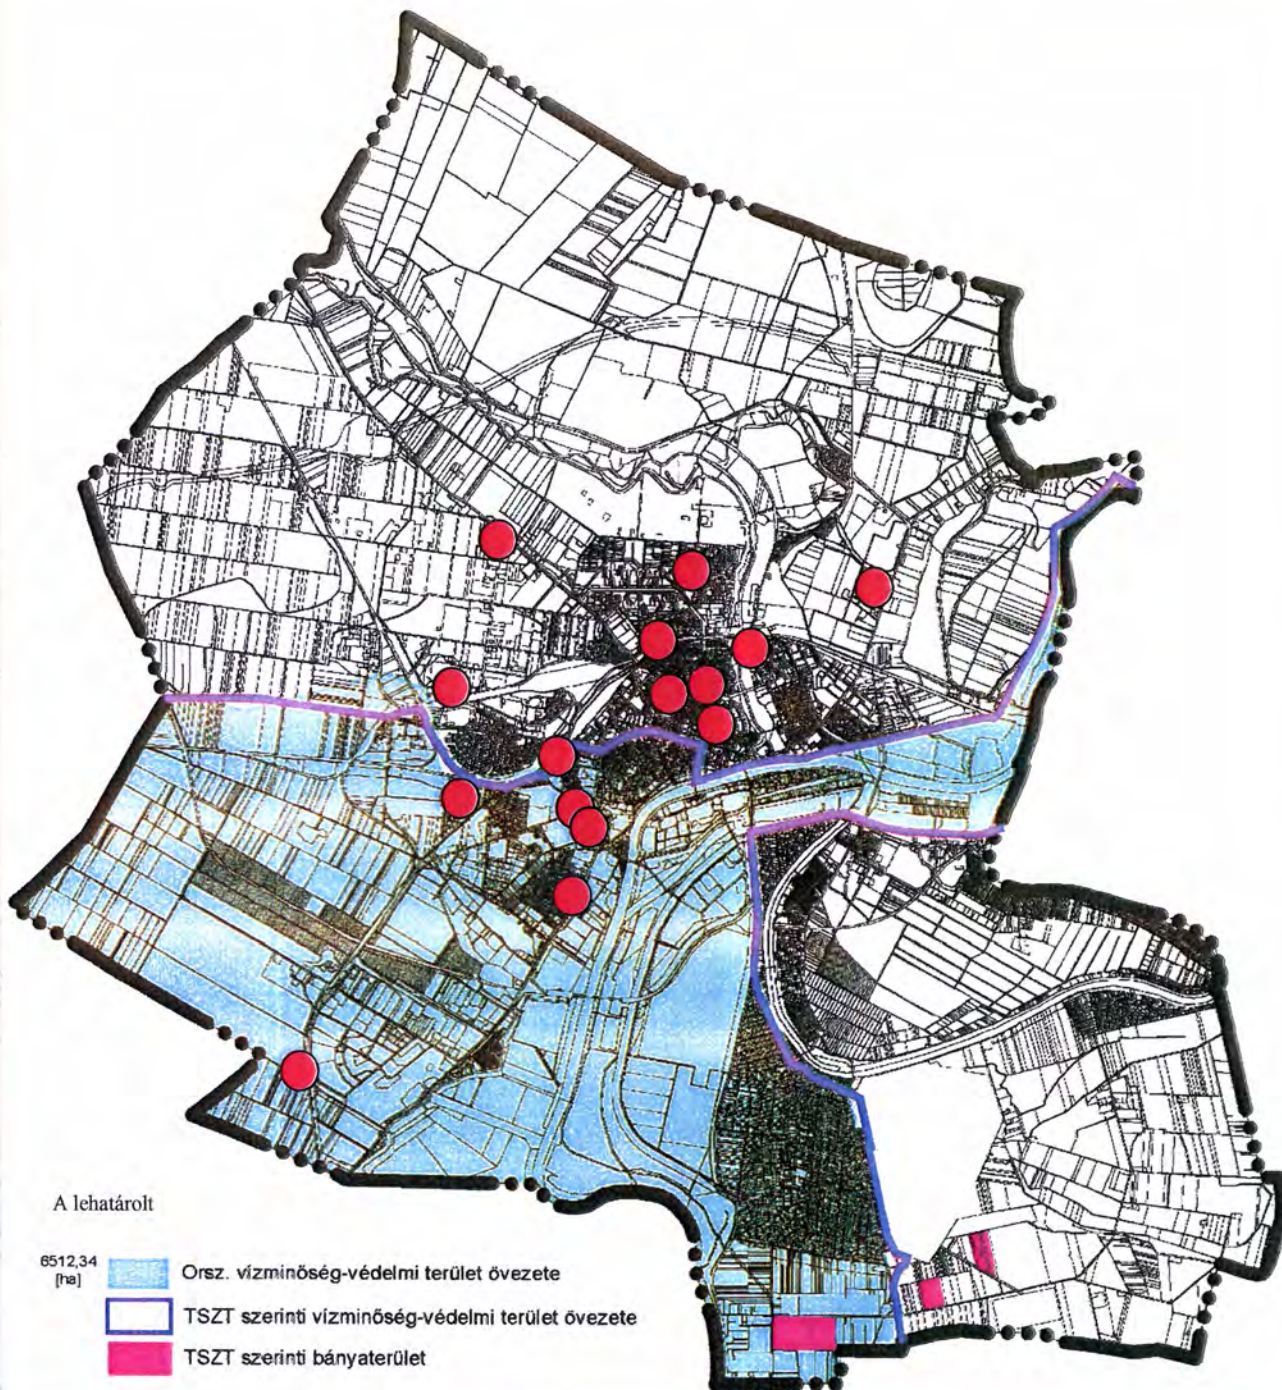 A lehatárolt
6512,34
[ha]
Orsz. vízminőség-védelmi terület övezete
TSZT szerinti vízminőség-védelmi terület övezete
TSZT szerinti bányaterület